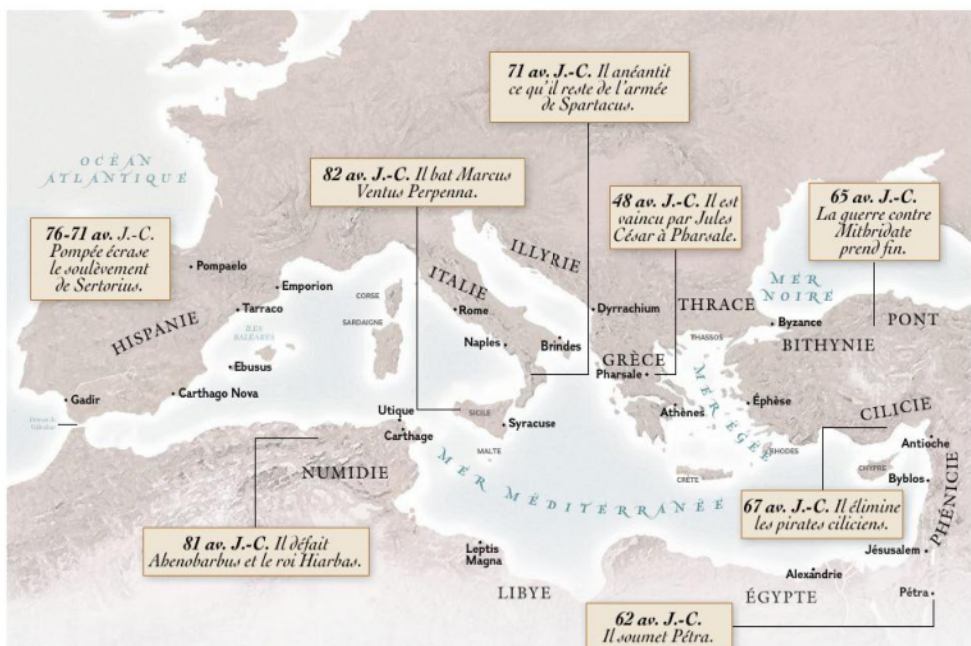 71 av. J.-C. Il anéantit
ce qu'il reste de l'armée
de Spartacus.
OCÉAN
ATLANTIQUE
82 av. J.-C. Il bat Marcus
Ventus Perpenna.
48 av. J.-C. Il est
vaincu par Jules
César à Pharsale.
65 av. J.-C.
La guerre contre
Mithridate
prend fin.
76-71 av. J.-C.
Pompée écrase
le soulèvement
de Sertorius.
Pompaelo
Emporion
Tarraco
HISPANIE
ILES
BALÉARES
Ebusus
Carthago Nova
Gadir
CORSE
SARDAIGNE
ITALIE
Rome
Naples
Brindes
ILLYRIE
Dyrrachium
THRACE
MER
NOIRE
Byzance
PONT
BITHYNIE
THASSOS
GRÈCE
Pharsale
Athènes
MER ÉGÉE
Éphèse
CILICIE
Antioche
RHODES
CHYPRE
Byblos
PHÉNICIE
CRÈTE
Utique
Carthage
SICILE
Syracuse
MALTE
NUMIDIE
MER MÉDITERRANÉE
67 av. J.-C. Il élimine
les pirates ciliciens.
81 av. J.-C. Il défait
Ahenobarbus et le roi Hiarbas.
Leptis
Magna
Jésusalem
Alexandrie
LIBYE
ÉGYPTE
Pétra
62 av. J.-C.
Il soumet Pétra.